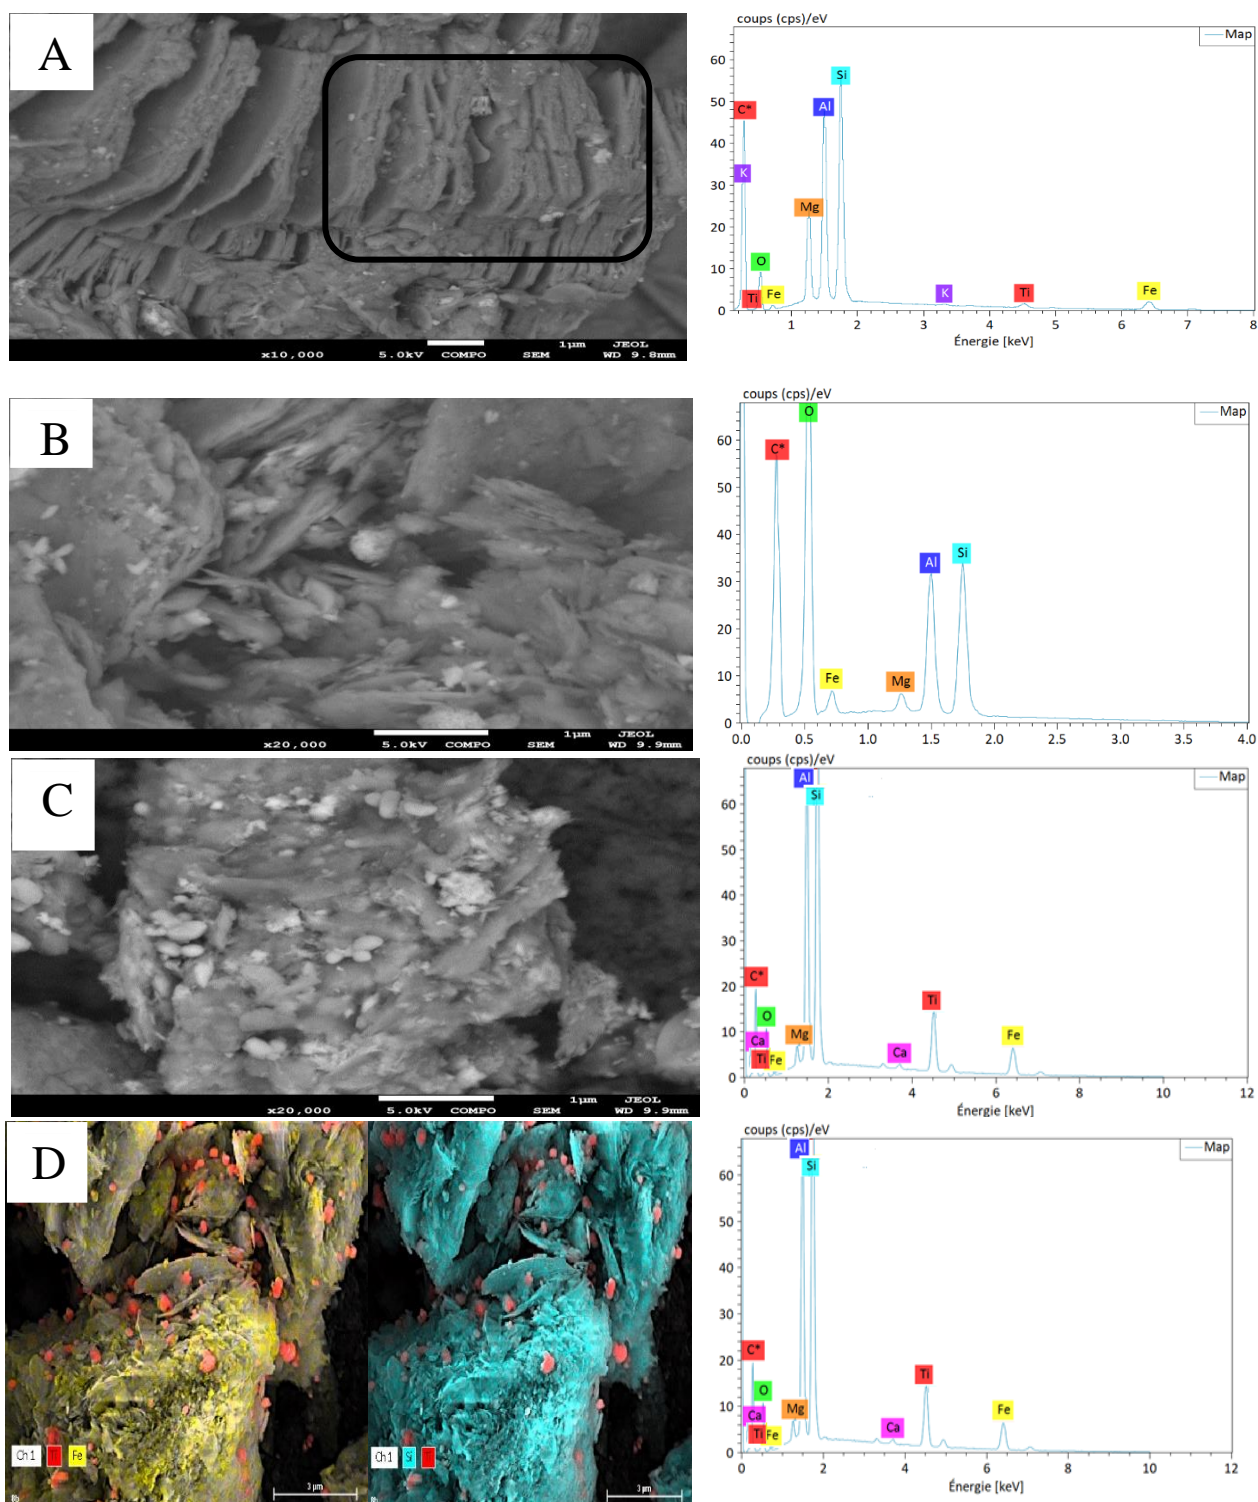 A
x10,000 5.0kV COMPO SEM 1µm JEOL WD 9.8mm
coups (cps)/eV
Map
60
50
40
30
20
10
0
C*
K
O
Ti
Fe
Mg
Al
Si
K
Ti
Fe
1 2 3 4 5 6 7 8
Énergie [keV]
B
x20,000 5.0kV COMPO SEM 1µm JEOL WD 9.9mm
coups (cps)/eV
Map
60
50
40
30
20
10
0
C*
O
Fe
Mg
Al
Si
0.0 0.5 1.0 1.5 2.0 2.5 3.0 3.5 4.0
C
x20,000 5.0kV COMPO SEM 1µm JEOL WD 9.9mm
coups (cps)/eV
Map
60
50
40
30
20
10
0
Al
Si
C*
O
Ca
Ti
Fe
Mg
Ca
Ti
Fe
0 2 4 6 8 10 12
Énergie [keV]
D
Ch1 Ti Fe
3 µm
Ch1 Si Ti
3 µm
coups (cps)/eV
Map
60
50
40
30
20
10
0
Al
Si
C*
O
Ca
Ti
Fe
Mg
Ca
Ti
Fe
0 2 4 6 8 10 12
Énergie [keV]